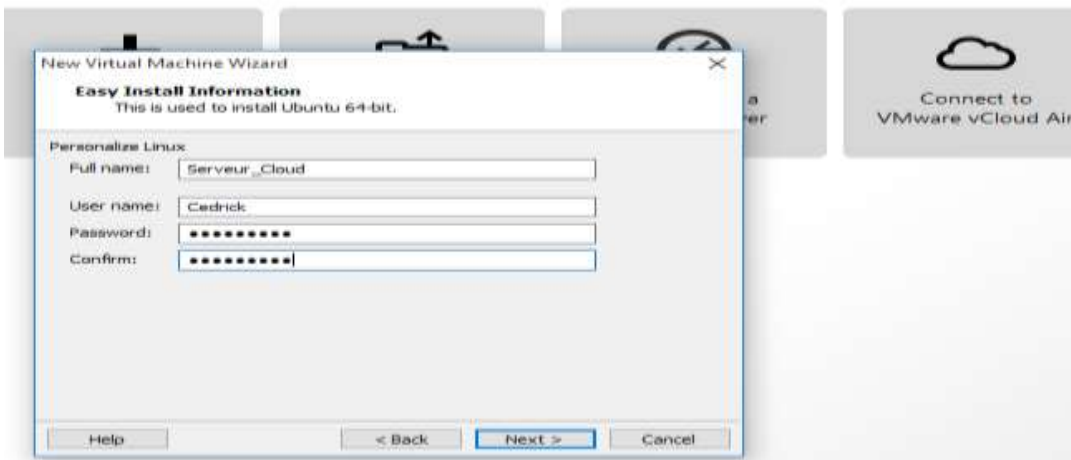 New Virtual Machine Wizard
Easy Install Information
This is used to install Ubuntu 64-bit.
Personalize Linux
Full name:
Serveur_Cloud
User name:
Cedrick
Password:
●●●●●●●●●
Confirm:
●●●●●●●●●
Help
< Back
Next >
Cancel
a
er
Connect to
VMware vCloud Air